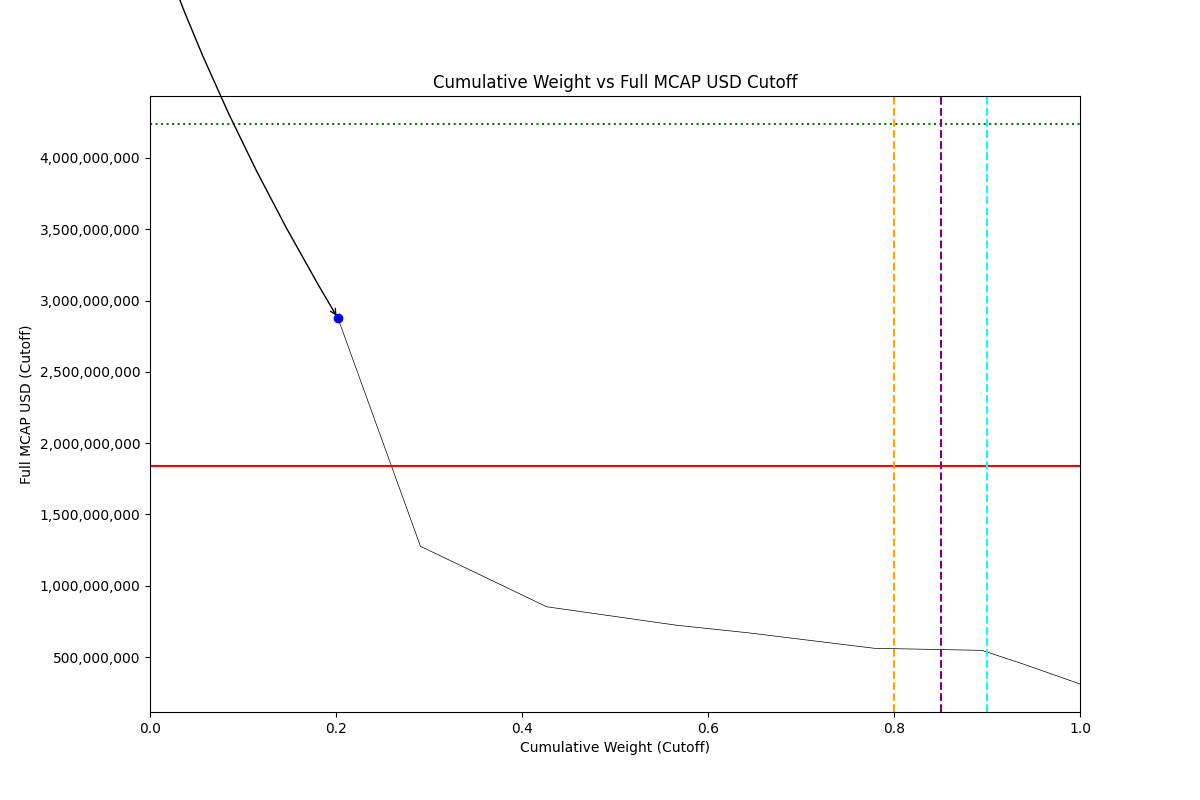 Cumulative Weight vs Full MCAP USD Cutoff
Full MCAP USD (Cutoff)
4,000,000,000
3,500,000,000
3,000,000,000
2,500,000,000
2,000,000,000
1,500,000,000
1,000,000,000
500,000,000
0.0 0.2 0.4 0.6 0.8 1.0
Cumulative Weight (Cutoff)